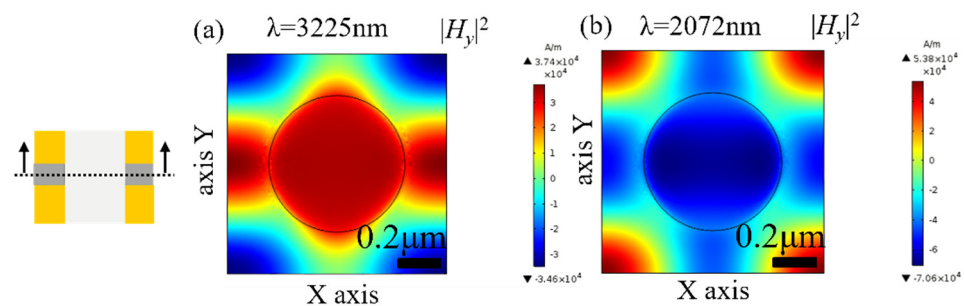 (a) λ=3225nm |H_y|²
axis Y
X axis
0.2μm
A/m
▲ 3.74×10⁴
×10⁴
3
2
1
0
-1
-2
-3
▼ -3.46×10⁴
(b) λ=2072nm |H_y|²
axis Y
X axis
0.2μm
A/m
▲ 5.38×10⁴
×10⁴
4
2
0
-2
-4
-6
▼ -7.06×10⁴